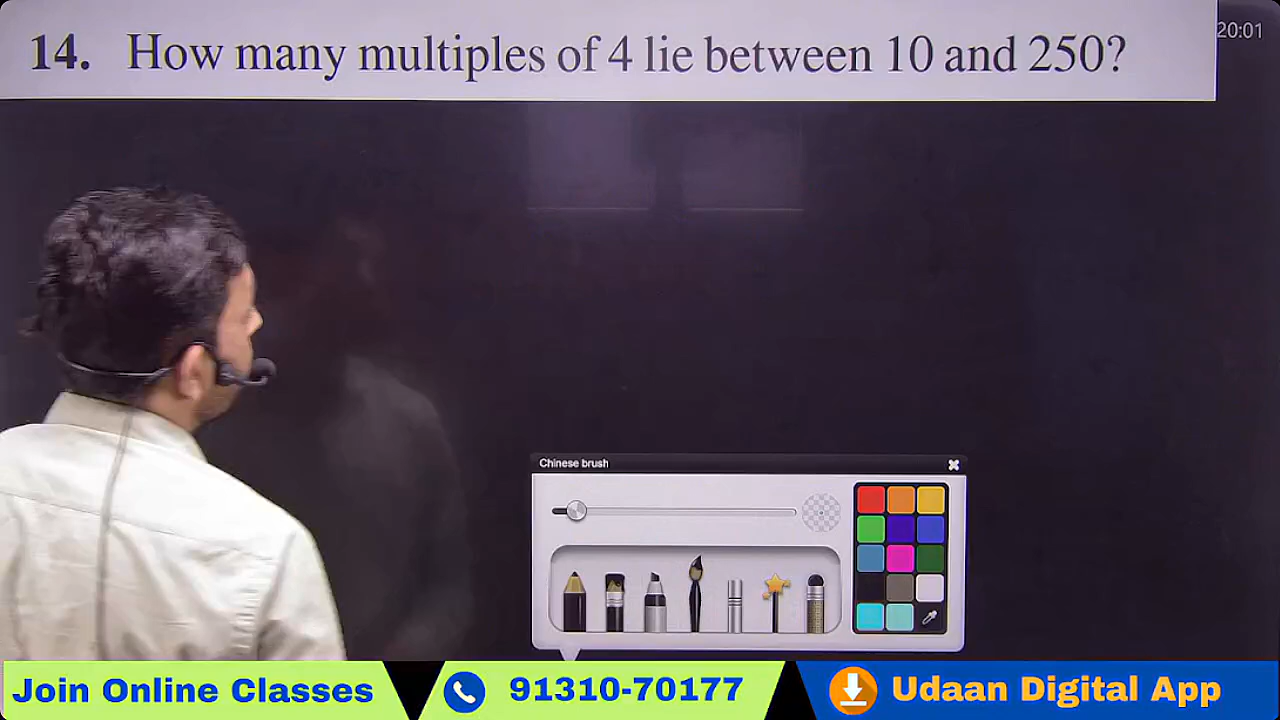 14. How many multiples of 4 lie between 10 and 250?
20:01
Chinese brush
Join Online Classes
91310-70177
Udaan Digital App